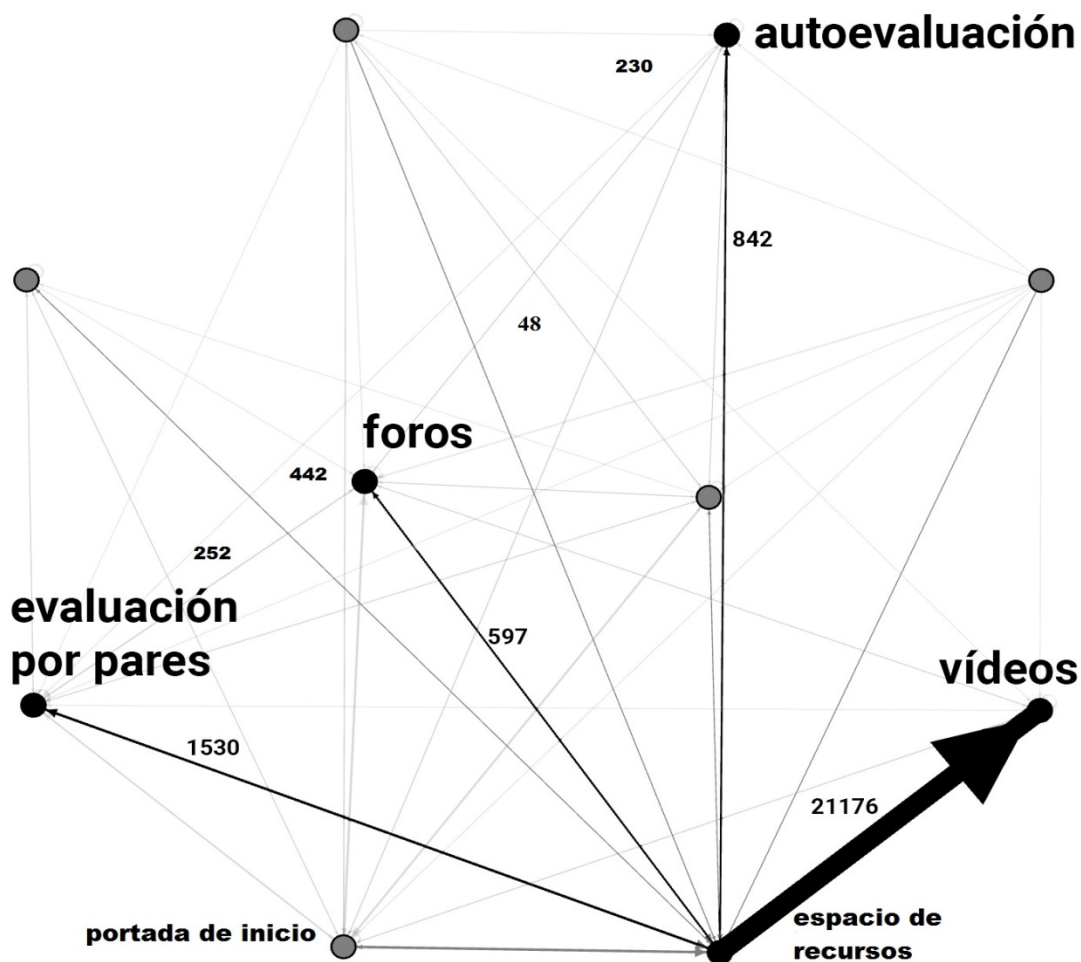 autoevaluación
230
842
48
foros
442
252
evaluación
por pares
597
vídeos
1530
21176
portada de inicio
espacio de
recursos